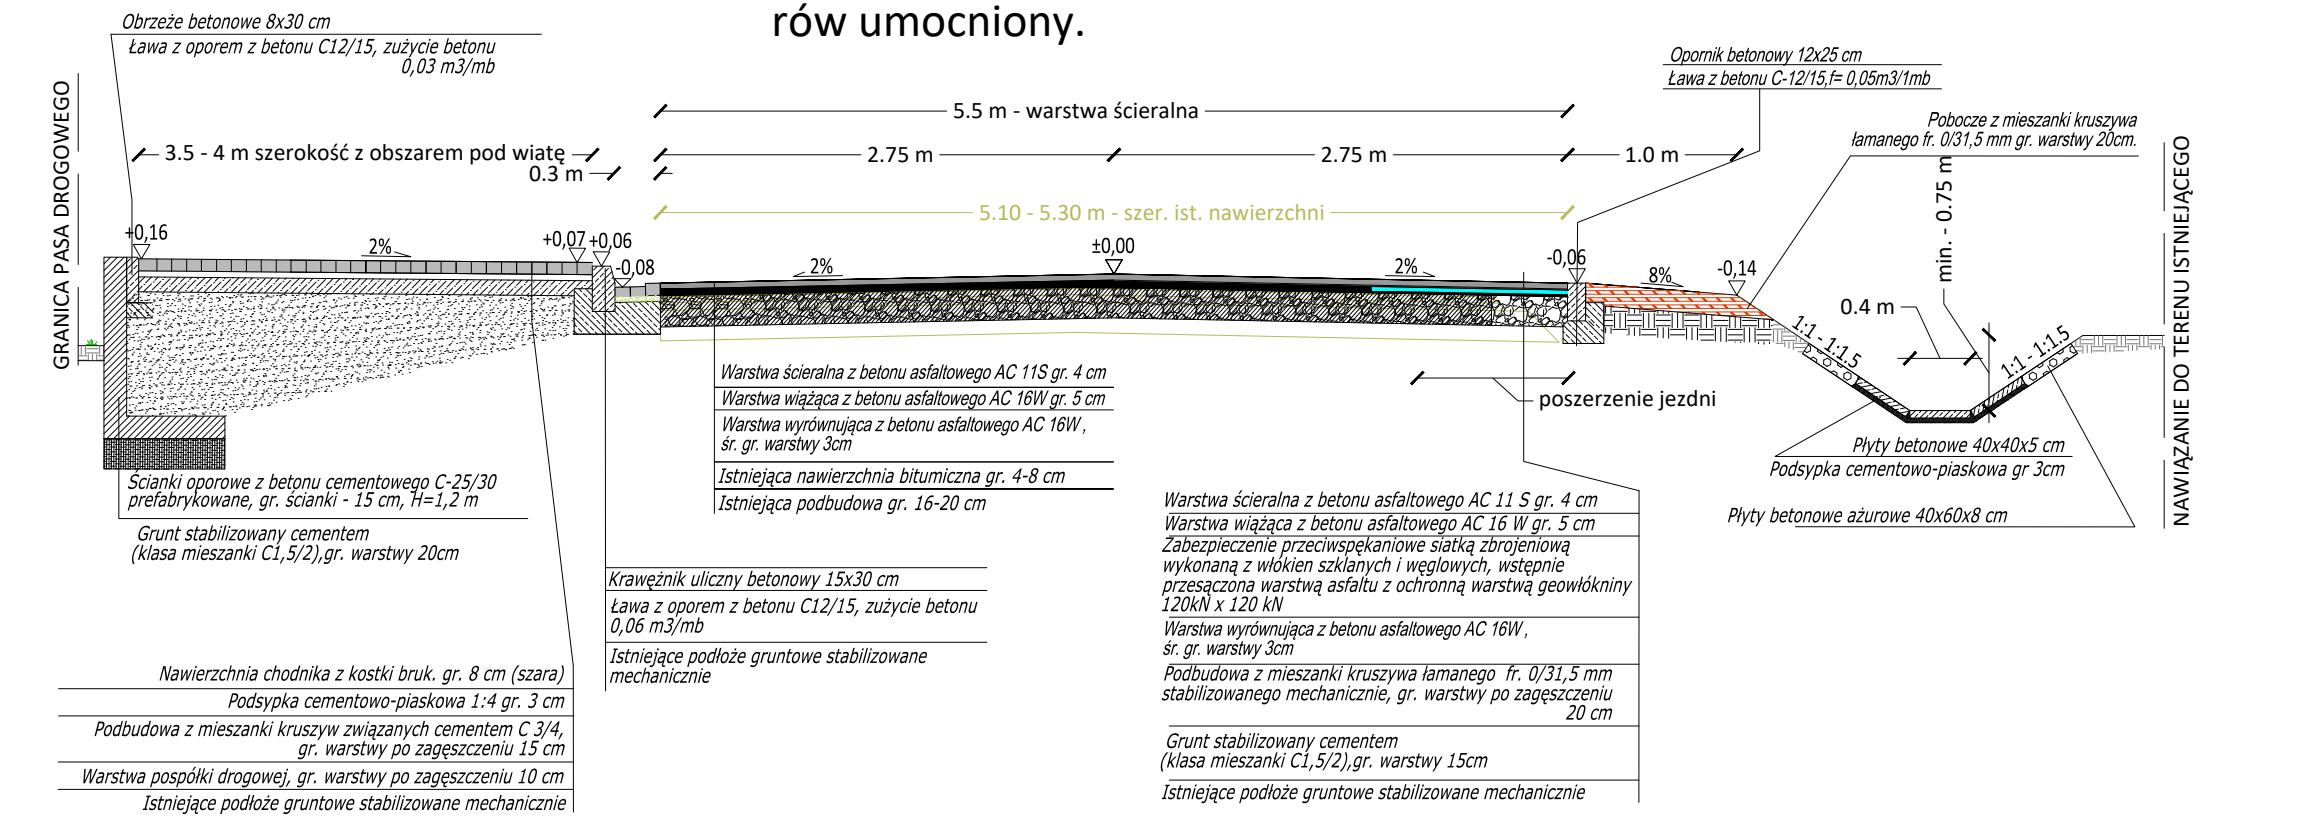 rów umocniony.
Obrzeże betonowe 8x30 cm
Ława z oporem z betonu C12/15, zużycie betonu
0,03 m3/mb
Opornik betonowy 12x25 cm
Ława z betonu C-12/15,f= 0,05m3/1mb
Pobocze z mieszanki kruszywa
łamanego fr. 0/31,5 mm gr. warstwy 20cm.
GRANICA PASA DROGOWEGO
5.5 m - warstwa ścieralna
3.5 - 4 m szerokość z obszarem pod wiatę
2.75 m
2.75 m
1.0 m
0.3 m
5.10 - 5.30 m - szer. ist. nawierzchni
min. - 0.75 m
NAWIĄZANIE DO TERENU ISTNIEJĄCEGO
+0,16
2%
+0,07
+0,06
-0,08
2%
±0,00
2%
-0,06
8%
-0,14
0.4 m
1:1 - 1:1.5
1:1 - 1:1.5
poszerzenie jezdni
Warstwa ścieralna z betonu asfaltowego AC 11S gr. 4 cm
Warstwa wiążąca z betonu asfaltowego AC 16W gr. 5 cm
Warstwa wyrównująca z betonu asfaltowego AC 16W ,
śr. gr. warstwy 3cm
Istniejąca nawierzchnia bitumiczna gr. 4-8 cm
Istniejąca podbudowa gr. 16-20 cm
Płyty betonowe 40x40x5 cm
Podsypka cementowo-piaskowa gr 3cm
Płyty betonowe ażurowe 40x60x8 cm
Ścianki oporowe z betonu cementowego C-25/30
prefabrykowane, gr. ścianki - 15 cm, H=1,2 m
Grunt stabilizowany cementem
(klasa mieszanki C1,5/2),gr. warstwy 20cm
Krawężnik uliczny betonowy 15x30 cm
Ława z oporem z betonu C12/15, zużycie betonu
0,06 m3/mb
Istniejące podłoże gruntowe stabilizowane
mechanicznie
Warstwa ścieralna z betonu asfaltowego AC 11 S gr. 4 cm
Warstwa wiążąca z betonu asfaltowego AC 16 W gr. 5 cm
Zabezpieczenie przeciwspękaniowe siatką zbrojeniową
wykonaną z włókien szklanych i węglowych, wstępnie
przesączona warstwą asfaltu z ochronną warstwą geowłókniny
120kN x 120 kN
Warstwa wyrównująca z betonu asfaltowego AC 16W ,
śr. gr. warstwy 3cm
Podbudowa z mieszanki kruszywa łamanego fr. 0/31,5 mm
stabilizowanego mechanicznie, gr. warstwy po zagęszczeniu
20 cm
Grunt stabilizowany cementem
(klasa mieszanki C1,5/2),gr. warstwy 15cm
Istniejące podłoże gruntowe stabilizowane mechanicznie
Nawierzchnia chodnika z kostki bruk. gr. 8 cm (szara)
Podsypka cementowo-piaskowa 1:4 gr. 3 cm
Podbudowa z mieszanki kruszyw związanych cementem C 3/4,
gr. warstwy po zagęszczeniu 15 cm
Warstwa pospółki drogowej, gr. warstwy po zagęszczeniu 10 cm
Istniejące podłoże gruntowe stabilizowane mechanicznie